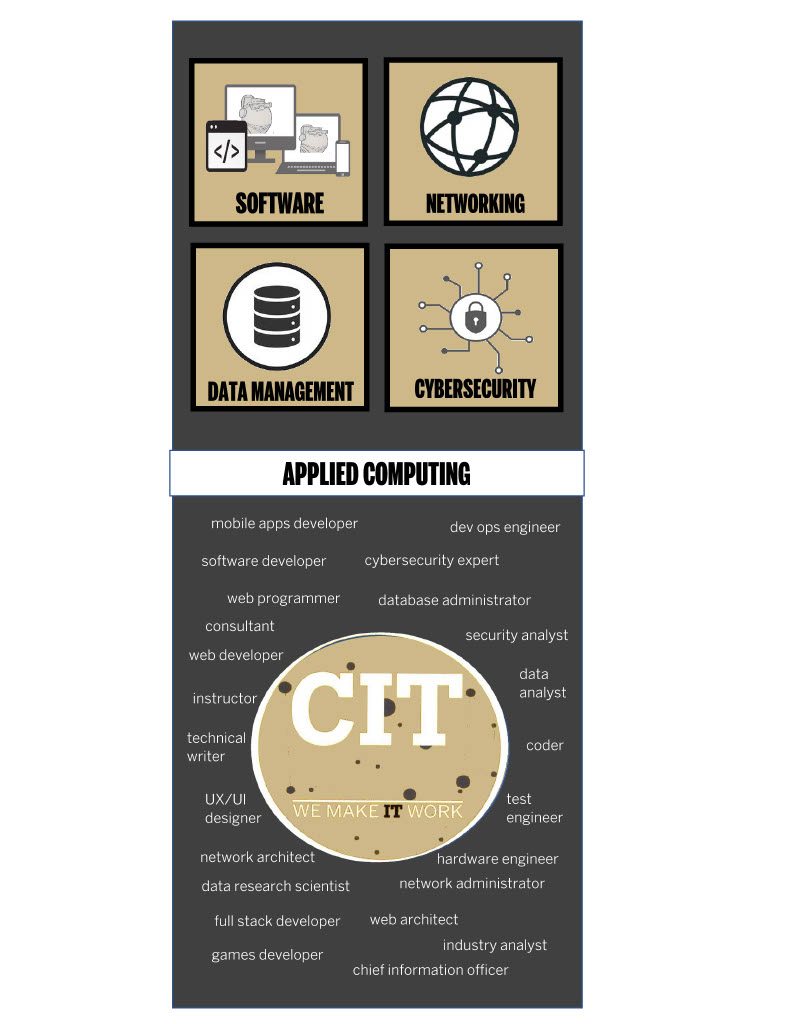 </>
SOFTWARE
NETWORKING
DATA MANAGEMENT
CYBERSECURITY
APPLIED COMPUTING
mobile apps developer
dev ops engineer
software developer
cybersecurity expert
web programmer
database administrator
consultant
security analyst
web developer
data
analyst
instructor
technical
writer
coder
UX/UI
designer
test
engineer
CIT
WE MAKE IT WORK
network architect
hardware engineer
data research scientist
network administrator
full stack developer
web architect
industry analyst
games developer
chief information officer